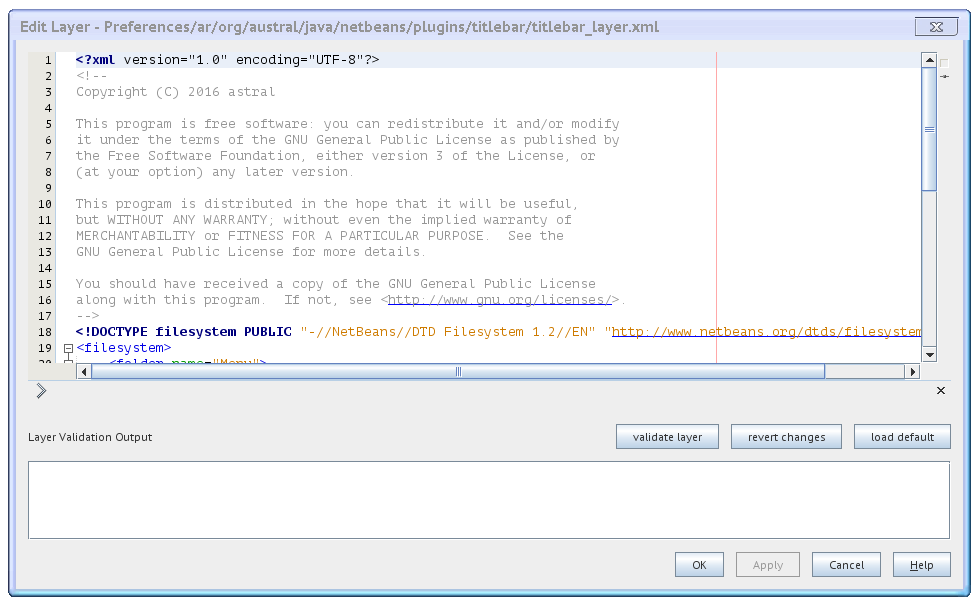 Edit Layer - Preferences/ar/org/austral/java/netbeans/plugins/titlebar/titlebar_layer.xml
1 <?xml version="1.0" encoding="UTF-8"?>
2 <!--
3 Copyright (C) 2016 astral
4
5 This program is free software: you can redistribute it and/or modify
6 it under the terms of the GNU General Public License as published by
7 the Free Software Foundation, either version 3 of the License, or
8 (at your option) any later version.
9
10 This program is distributed in the hope that it will be useful,
11 but WITHOUT ANY WARRANTY; without even the implied warranty of
12 MERCHANTABILITY or FITNESS FOR A PARTICULAR PURPOSE.  See the
13 GNU General Public License for more details.
14
15 You should have received a copy of the GNU General Public License
16 along with this program.  If not, see <http://www.gnu.org/licenses/>.
17 -->
18 <!DOCTYPE filesystem PUBLIC "-//NetBeans//DTD Filesystem 1.2//EN" "http://www.netbeans.org/dtds/filesystem
19 <filesystem>
20 <folder name="Menu">
Layer Validation Output
validate layer
revert changes
load default
OK
Apply
Cancel
Help